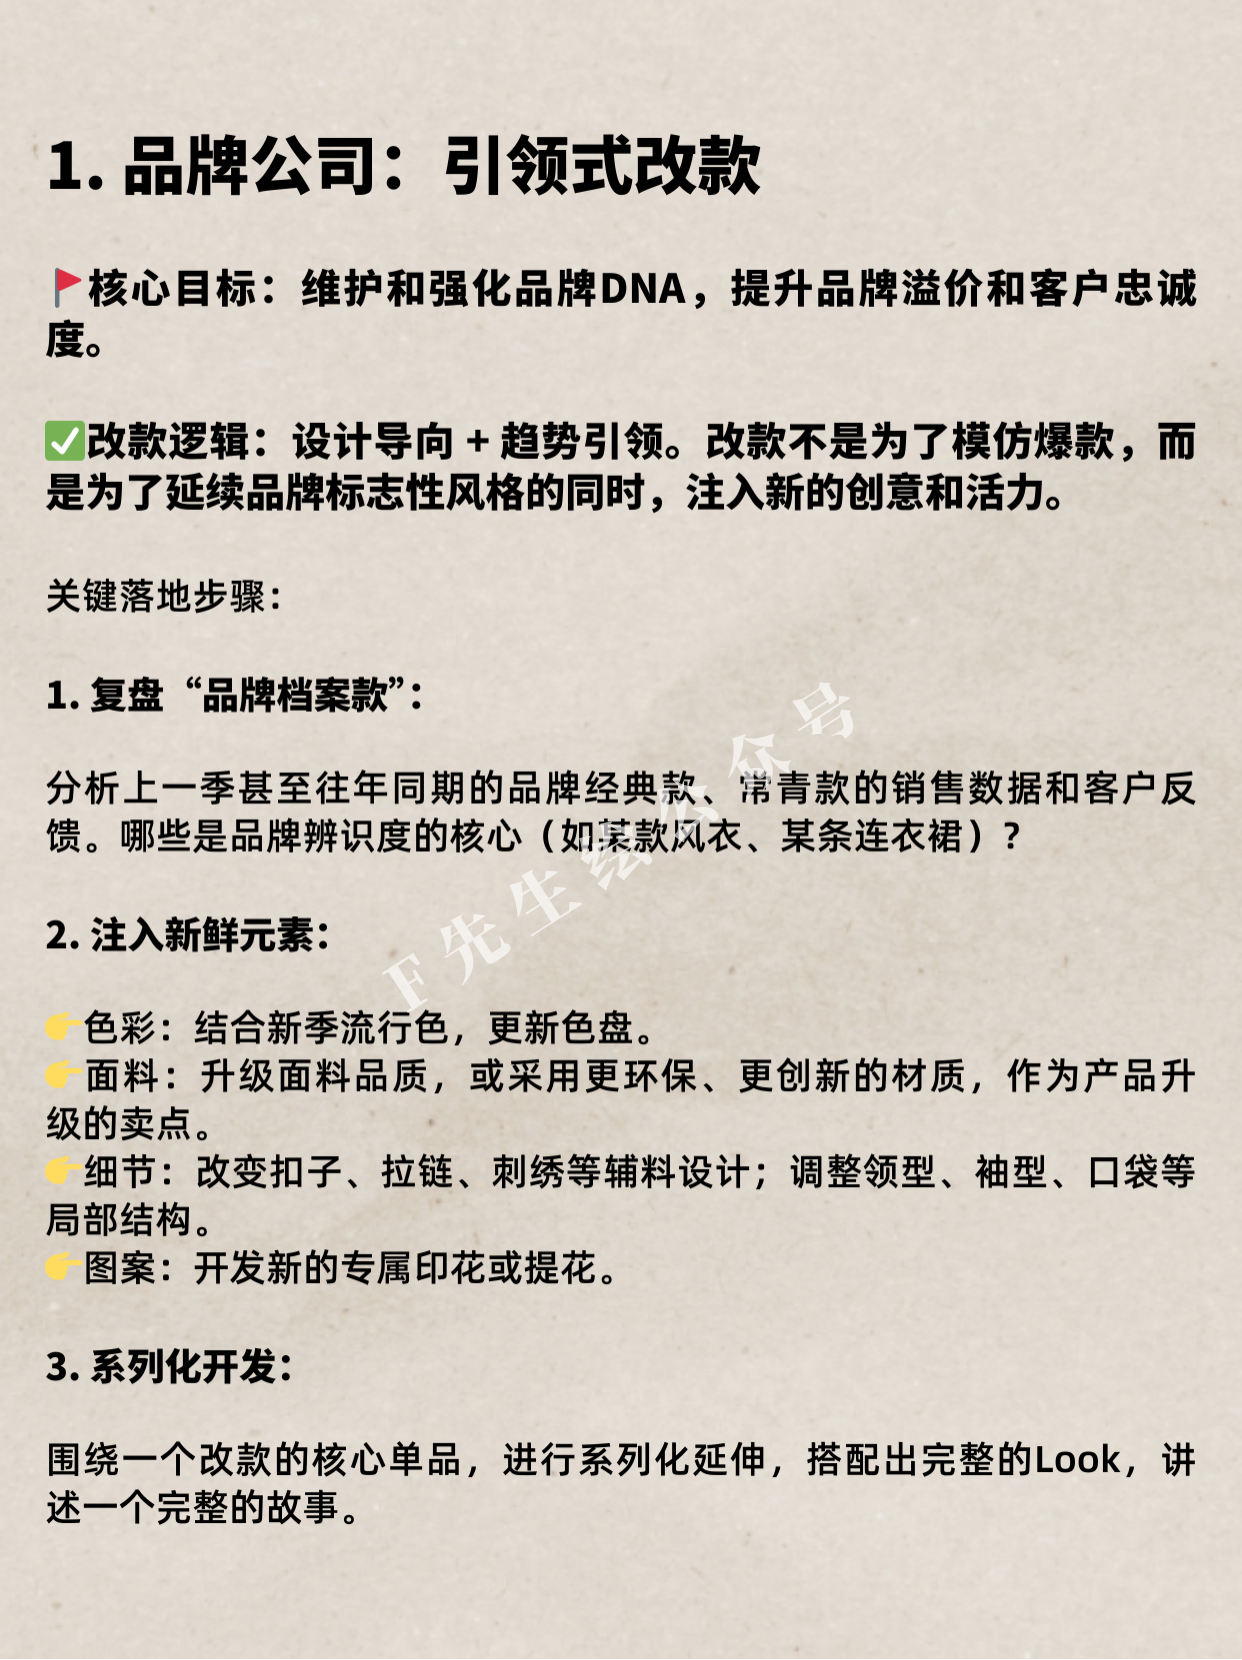 1. 品牌公司：引领式改款
🚩核心目标：维护和强化品牌DNA，提升品牌溢价和客户忠诚
度。
✅改款逻辑：设计导向 + 趋势引领。改款不是为了模仿爆款，而
是为了延续品牌标志性风格的同时，注入新的创意和活力。
关键落地步骤：
1. 复盘“品牌档案款”：
分析上一季甚至往年同期的品牌经典款、常青款的销售数据和客户反
馈。哪些是品牌辨识度的核心（如某款风衣、某条连衣裙）？
2. 注入新鲜元素：
👉色彩：结合新季流行色，更新色盘。
👉面料：升级面料品质，或采用更环保、更创新的材质，作为产品升
级的卖点。
👉细节：改变扣子、拉链、刺绣等辅料设计；调整领型、袖型、口袋等
局部结构。
👉图案：开发新的专属印花或提花。
3. 系列化开发：
围绕一个改款的核心单品，进行系列化延伸，搭配出完整的Look，讲
述一个完整的故事。
F先生绘公众号